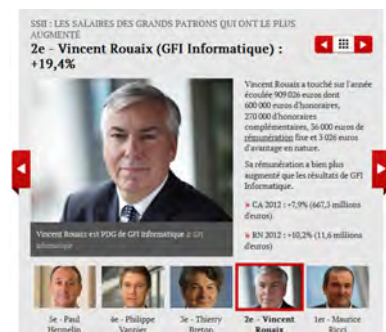 SSII : LES SALAIRES DES GRANDS PATRONS QUI ONT LE PLUS
AUGMENTÉ
2e - Vincent Rouaix (GFI Informatique) :
+19,4%
Vincent Rouaix a touché sur l'année
écoulée 909 026 euros dont
600 000 euros d'honoraires,
270 000 d'honoraires
complémentaires, 36 000 euros de
rémunération fixe et 3 026 euros
d'avantage en nature.
Sa rémunération a bien plus
augmenté que les résultats de GFI
Informatique.
» CA 2012 : +7,9% (667,3 millions
d'euros)
» RN 2012 : +10,2% (11,6 millions
d'euros)
Vincent Rouaix est PDG de GFI Informatique © GFI
Informatique
5e - Paul
Hermelin
4e - Philippe
Vannier
3e - Thierry
Breton
2e - Vincent
Rouaix
1er - Maurice
Ricci